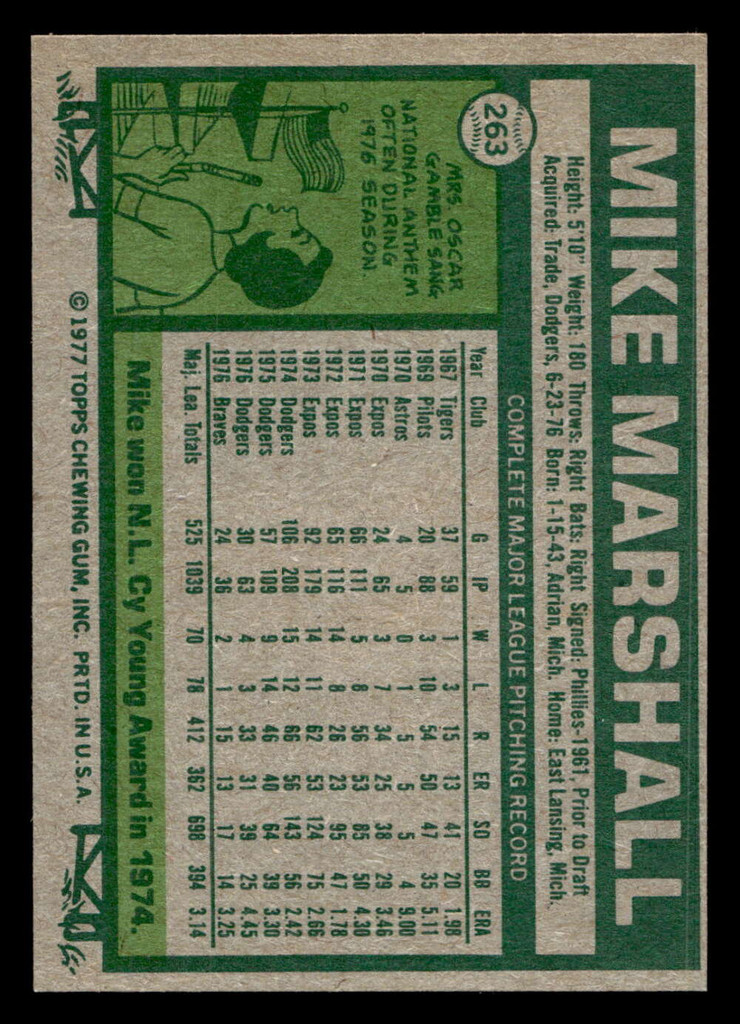 MIKE MARSHALL
263
Height: 5'10" Weight: 180 Throws: Right Bats: Right Signed: Phillies-1961, Prior to Draft
Acquired: Trade, Dodgers, 6-23-76 Born: 1-15-43, Adrian, Mich. Home: East Lansing, Mich.
MRS. OSCAR
GAMBLE SANG
NATIONAL ANTHEM
OFTEN DURING
1976 SEASON.
COMPLETE MAJOR LEAGUE PITCHING RECORD
Year Club G IP W L R ER SO BB ERA
1967 Tigers 37 59 1 3 15 13 41 20 1.98
1969 Pilots 20 88 3 10 54 50 47 35 5.11
1970 Astros 4 5 0 1 5 5 5 4 9.00
1970 Expos 24 65 3 7 34 25 38 29 3.46
1971 Expos 66 111 5 8 56 53 85 50 4.30
1972 Expos 65 116 14 8 26 23 95 47 1.78
1973 Expos 92 179 14 11 62 53 124 75 2.66
1974 Dodgers 106 208 15 12 66 56 143 56 2.42
1975 Dodgers 57 109 9 14 46 40 64 39 3.30
1976 Dodgers 30 63 4 3 33 31 39 25 4.45
1976 Braves 24 36 2 1 15 13 17 14 3.25
Maj. Lea. Totals 525 1039 70 78 412 362 698 394 3.14
Mike won N.L. Cy Young Award in 1974.
© 1977 TOPPS CHEWING GUM, INC. PRTD. IN U.S.A.